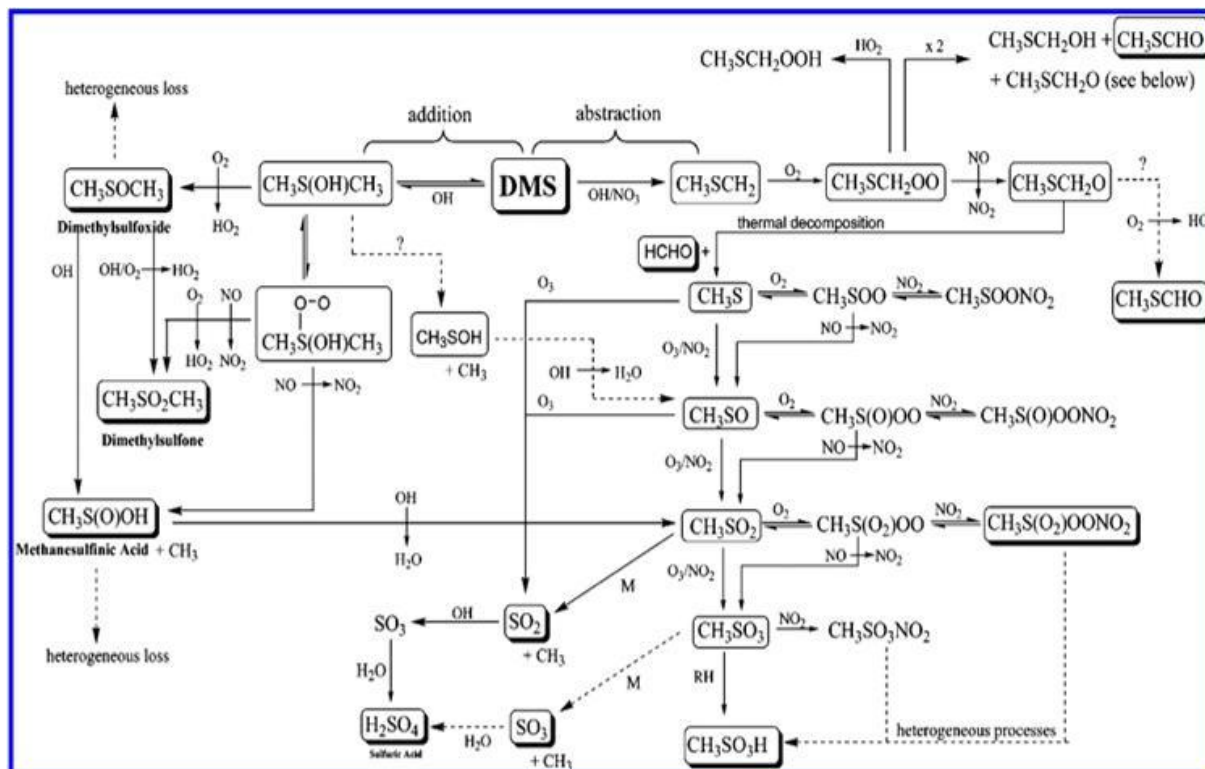 CH₃SCH₂OH + CH₃SCHO
HO₂
x 2
CH₃SCH₂OOH
+ CH₃SCH₂O (see below)
heterogeneous loss
addition
abstraction
O₂
CH₃SOCH₃
CH₃S(OH)CH₃
OH
DMS
OH/NO₃
CH₃SCH₂
O₂
CH₃SCH₂OO
NO
NO₂
CH₃SCH₂O
?
Dimethylsulfoxide
HO₂
O₂
thermal decomposition
HCHO +
?
OH
OH/O₂
HO₂
O₂
NO
O-O
CH₃S(OH)CH₃
O₃
CH₃S
O₂
CH₃SOO
NO₂
CH₃SOONO₂
CH₃SCHO
HO₂
NO₂
CH₃SOH
+ CH₃
O₃/NO₂
NO
NO₂
OH
H₂O
NO
NO₂
CH₃SO₂CH₃
Dimethylsulfone
O₃
CH₃SO
O₂
CH₃S(O)OO
NO₂
CH₃S(O)OONO₂
NO
NO₂
O₃/NO₂
OH
CH₃S(O)OH
Methanesulfinic Acid + CH₃
H₂O
CH₃SO₂
O₂
CH₃S(O₂)OO
NO₂
CH₃S(O₂)OONO₂
NO
NO₂
O₃/NO₂
M
SO₃
OH
SO₂
+ CH₃
CH₃SO₃
NO₂
CH₃SO₃NO₂
heterogeneous loss
H₂O
M
RH
H₂SO₄
Sulfuric Acid
H₂O
SO₃
+ CH₃
heterogeneous processes
CH₃SO₃H